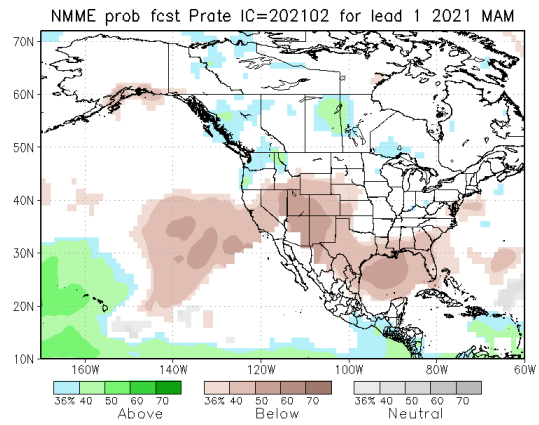 NMME prob fcst Prate IC=202102 for lead 1 2021 MAM
70N
60N
50N
40N
30N
20N
10N
160W 140W 120W 100W 80W 60W
36% 40 50 60 70 36% 40 50 60 70 36% 40 50 60 70
Above Below Neutral